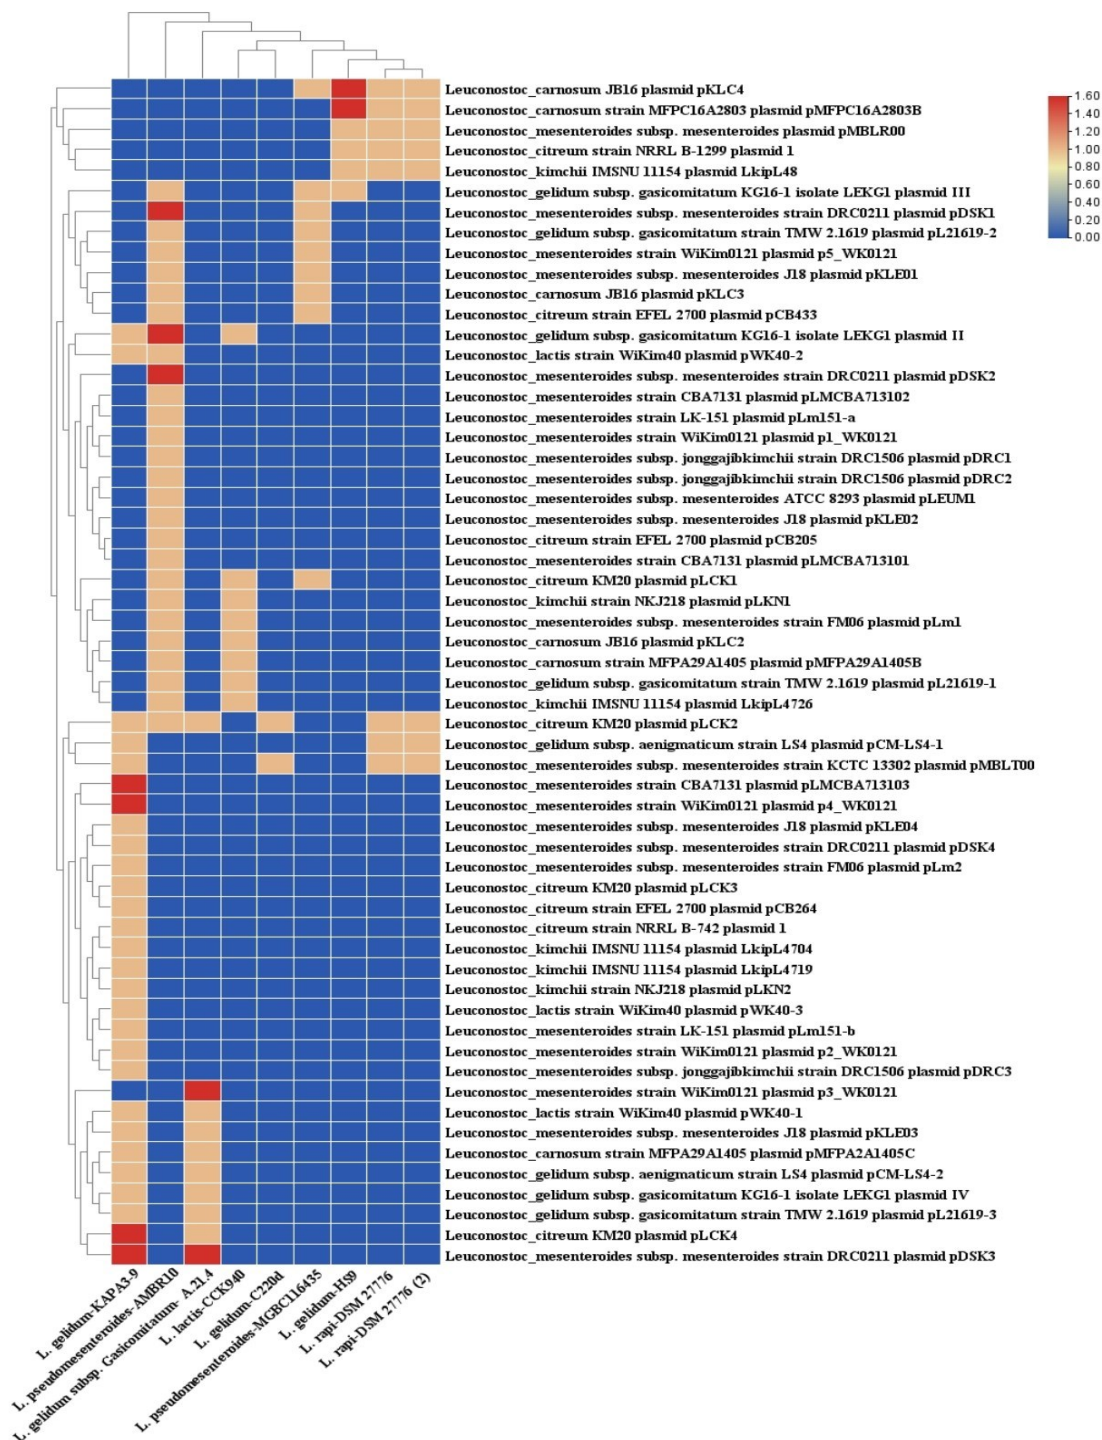 Leuconostoc_carnosum JB16 plasmid pKLC4
Leuconostoc_carnosum strain MFPC16A2803 plasmid pMFPC16A2803B
Leuconostoc_mesenteroides subsp. mesenteroides plasmid pMBLR00
Leuconostoc_citreum strain NRRL B-1299 plasmid 1
Leuconostoc_kimchii IMSNU 11154 plasmid LkipL48
Leuconostoc_gelidum subsp. gasicomitatum KG16-1 isolate LEKG1 plasmid III
Leuconostoc_mesenteroides subsp. mesenteroides strain DRC0211 plasmid pDSK1
Leuconostoc_gelidum subsp. gasicomitatum strain TMW 2.1619 plasmid pL21619-2
Leuconostoc_mesenteroides strain WiKim0121 plasmid p5_WK0121
Leuconostoc_mesenteroides subsp. mesenteroides J18 plasmid pKLE01
Leuconostoc_carnosum JB16 plasmid pKLC3
Leuconostoc_citreum strain EFEL 2700 plasmid pCB433
Leuconostoc_gelidum subsp. gasicomitatum KG16-1 isolate LEKG1 plasmid II
Leuconostoc_lactis strain WiKim40 plasmid pWK40-2
Leuconostoc_mesenteroides subsp. mesenteroides strain DRC0211 plasmid pDSK2
Leuconostoc_mesenteroides strain CBA7131 plasmid pLMCBA713102
Leuconostoc_mesenteroides strain LK-151 plasmid pLm151-a
Leuconostoc_mesenteroides strain WiKim0121 plasmid p1_WK0121
Leuconostoc_mesenteroides subsp. jonggajibkimchii strain DRC1506 plasmid pDRC1
Leuconostoc_mesenteroides subsp. jonggajibkimchii strain DRC1506 plasmid pDRC2
Leuconostoc_mesenteroides subsp. mesenteroides ATCC 8293 plasmid pLEUM1
Leuconostoc_mesenteroides subsp. mesenteroides J18 plasmid pKLE02
Leuconostoc_citreum strain EFEL 2700 plasmid pCB205
Leuconostoc_mesenteroides strain CBA7131 plasmid pLMCBA713101
Leuconostoc_citreum KM20 plasmid pLCK1
Leuconostoc_kimchii strain NKJ218 plasmid pLKN1
Leuconostoc_mesenteroides subsp. mesenteroides strain FM06 plasmid pLm1
Leuconostoc_carnosum JB16 plasmid pKLC2
Leuconostoc_carnosum strain MFPA29A1405 plasmid pMFPA29A1405B
Leuconostoc_gelidum subsp. gasicomitatum strain TMW 2.1619 plasmid pL21619-1
Leuconostoc_kimchii IMSNU 11154 plasmid LkipL4726
Leuconostoc_citreum KM20 plasmid pLCK2
Leuconostoc_gelidum subsp. aenigmaticum strain LS4 plasmid pCM-LS4-1
Leuconostoc_mesenteroides subsp. mesenteroides strain KCTC 13302 plasmid pMBLT00
Leuconostoc_mesenteroides strain CBA7131 plasmid pLMCBA713103
Leuconostoc_mesenteroides strain WiKim0121 plasmid p4_WK0121
Leuconostoc_mesenteroides subsp. mesenteroides J18 plasmid pKLE04
Leuconostoc_mesenteroides subsp. mesenteroides strain DRC0211 plasmid pDSK4
Leuconostoc_mesenteroides subsp. mesenteroides strain FM06 plasmid pLm2
Leuconostoc_citreum KM20 plasmid pLCK3
Leuconostoc_citreum strain EFEL 2700 plasmid pCB264
Leuconostoc_citreum strain NRRL B-742 plasmid 1
Leuconostoc_kimchii IMSNU 11154 plasmid LkipL4704
Leuconostoc_kimchii IMSNU 11154 plasmid LkipL4719
Leuconostoc_kimchii strain NKJ218 plasmid pLKN2
Leuconostoc_lactis strain WiKim40 plasmid pWK40-3
Leuconostoc_mesenteroides strain LK-151 plasmid pLm151-b
Leuconostoc_mesenteroides strain WiKim0121 plasmid p2_WK0121
Leuconostoc_mesenteroides subsp. jonggajibkimchii strain DRC1506 plasmid pDRC3
Leuconostoc_mesenteroides strain WiKim0121 plasmid p3_WK0121
Leuconostoc_lactis strain WiKim40 plasmid pWK40-1
Leuconostoc_mesenteroides subsp. mesenteroides J18 plasmid pKLE03
Leuconostoc_carnosum strain MFPA29A1405 plasmid pMFPA2A1405C
Leuconostoc_gelidum subsp. aenigmaticum strain LS4 plasmid pCM-LS4-2
Leuconostoc_gelidum subsp. gasicomitatum KG16-1 isolate LEKG1 plasmid IV
Leuconostoc_gelidum subsp. gasicomitatum strain TMW 2.1619 plasmid pL21619-3
Leuconostoc_citreum KM20 plasmid pLCK4
Leuconostoc_mesenteroides subsp. mesenteroides strain DRC0211 plasmid pDSK3
1.60
1.40
1.20
1.00
0.80
0.60
0.40
0.20
0.00
L. gelidum-KAPA3-9
L. pseudomesenteroides-AMBR10
L. gelidum subsp. Gasicomitatum- A.21.4
L. lactis-CCK940
L. gelidum-C220d
L. pseudomesenteroides-MGBC116435
L. gelidum-HS9
L. rapi-DSM 27776
L. rapi-DSM 27776 (2)